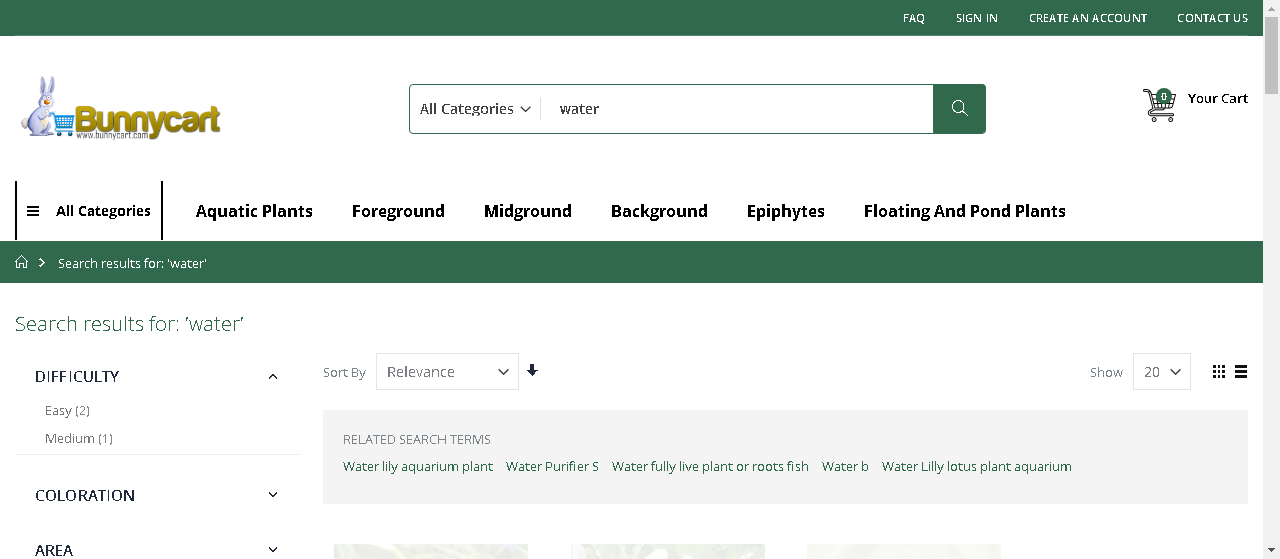 FAQ SIGN IN CREATE AN ACCOUNT CONTACT US
Bunnycart
www.bunnycart.com
All Categories water
0 Your Cart
All Categories Aquatic Plants Foreground Midground Background Epiphytes Floating And Pond Plants
Search results for: 'water'
Search results for: 'water'
DIFFICULTY
Easy (2)
Medium (1)
COLORATION
AREA
Sort By Relevance Show 20
RELATED SEARCH TERMS
Water lily aquarium plant Water Purifier S Water fully live plant or roots fish Water b Water Lilly lotus plant aquarium